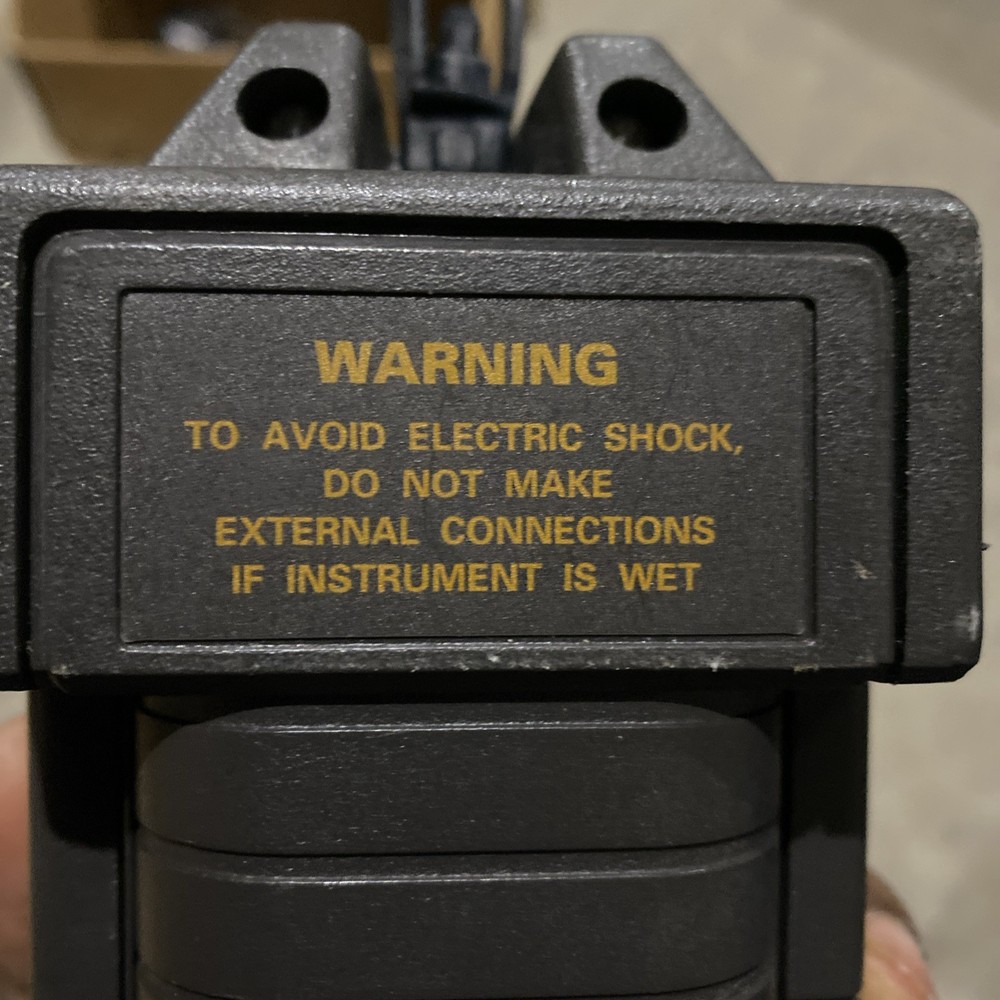 WARNING
TO AVOID ELECTRIC SHOCK,
DO NOT MAKE
EXTERNAL CONNECTIONS
IF INSTRUMENT IS WET